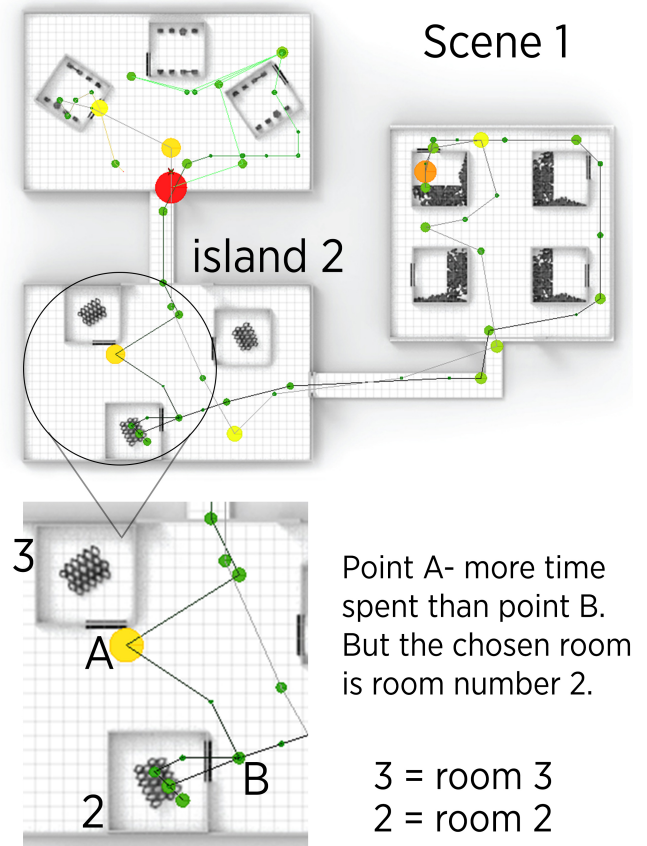 Scene 1
island 2
3
A
B
2
Point A- more time
spent than point B.
But the chosen room
is room number 2.
3 = room 3
2 = room 2